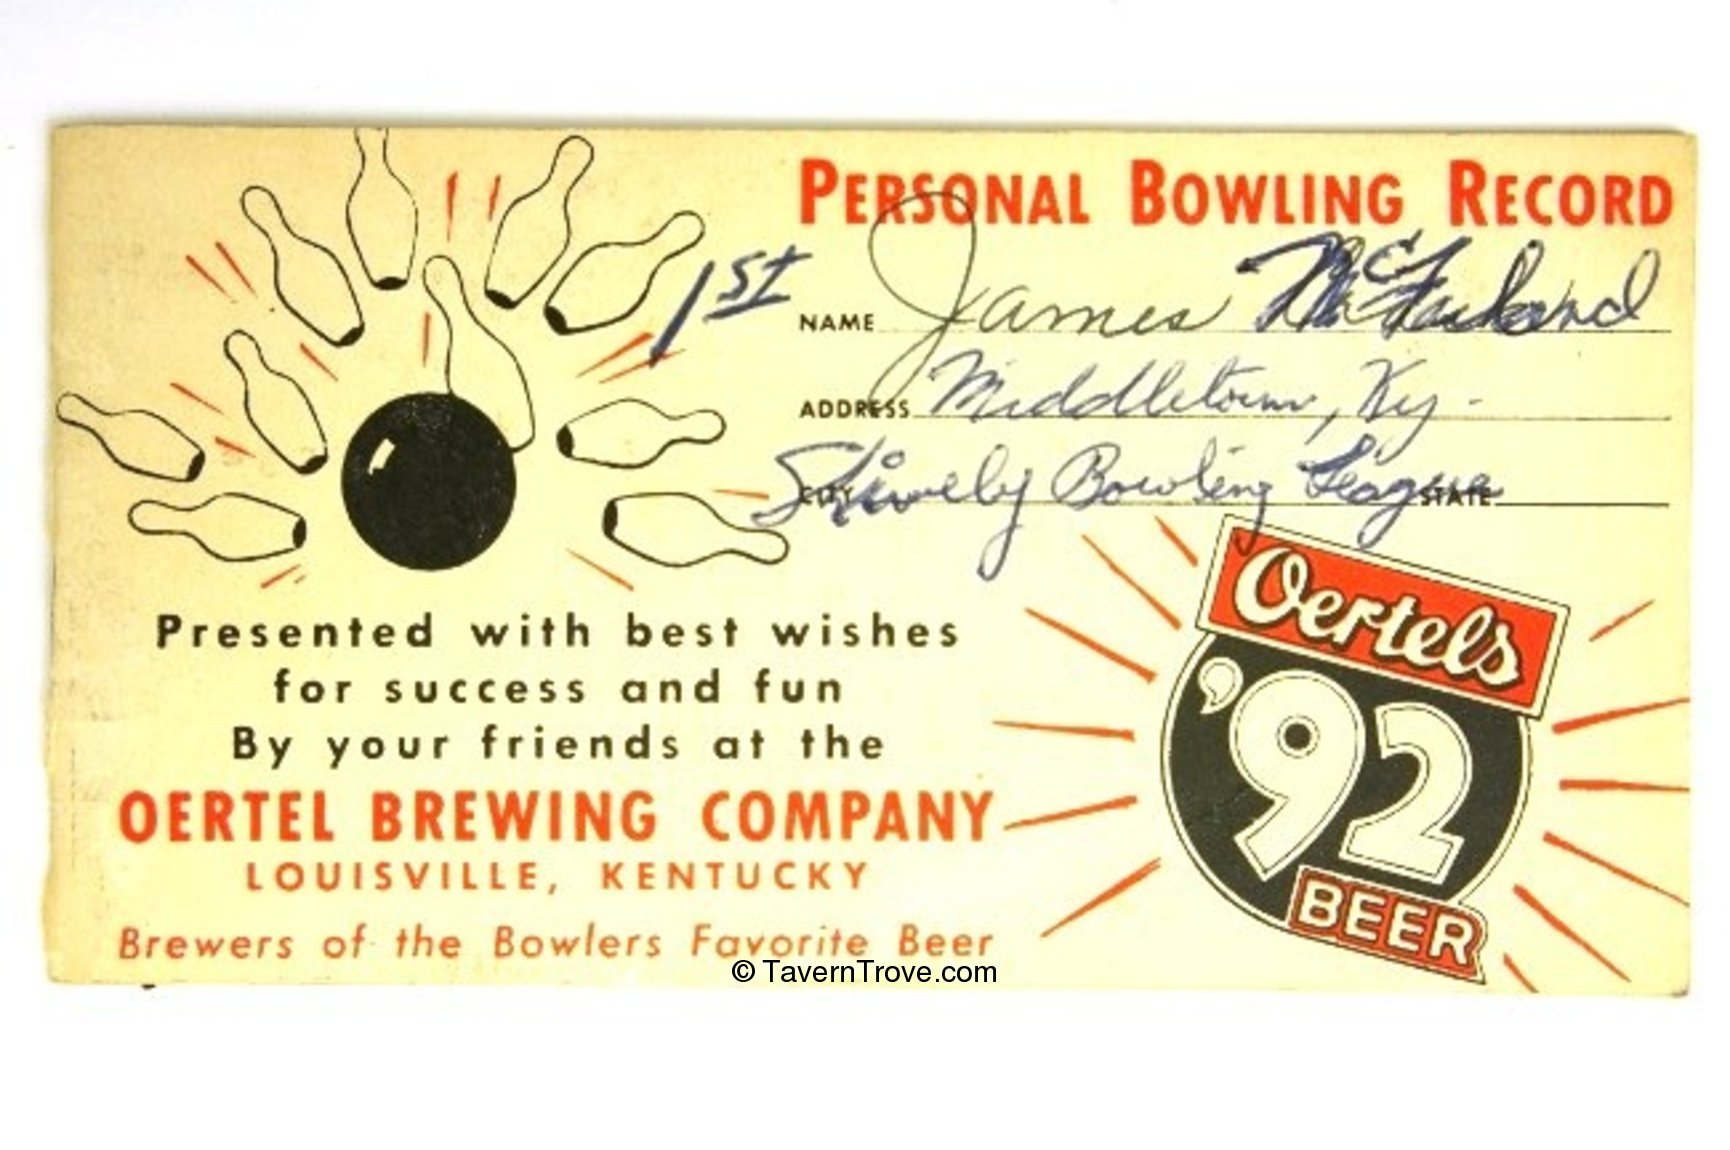 PERSONAL BOWLING RECORD
1ST
NAME James
ADDRESS Middletown, Ky.
CITY Shively Bowling League STATE
Presented with best wishes
for success and fun
By your friends at the
OERTEL BREWING COMPANY
LOUISVILLE, KENTUCKY
Brewers of the Bowlers Favorite Beer
Oertels
'92
BEER
© TavernTrove.com